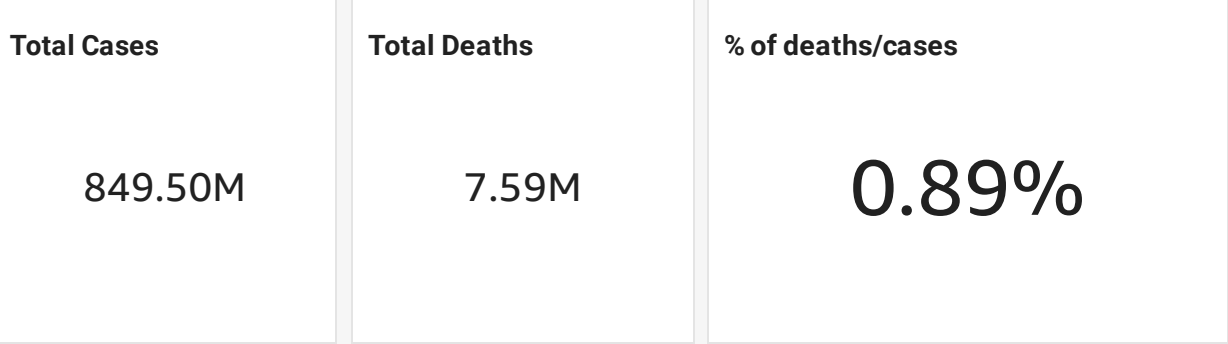 Total Cases
Total Deaths
% of deaths/cases
849.50M
7.59M
0.89%